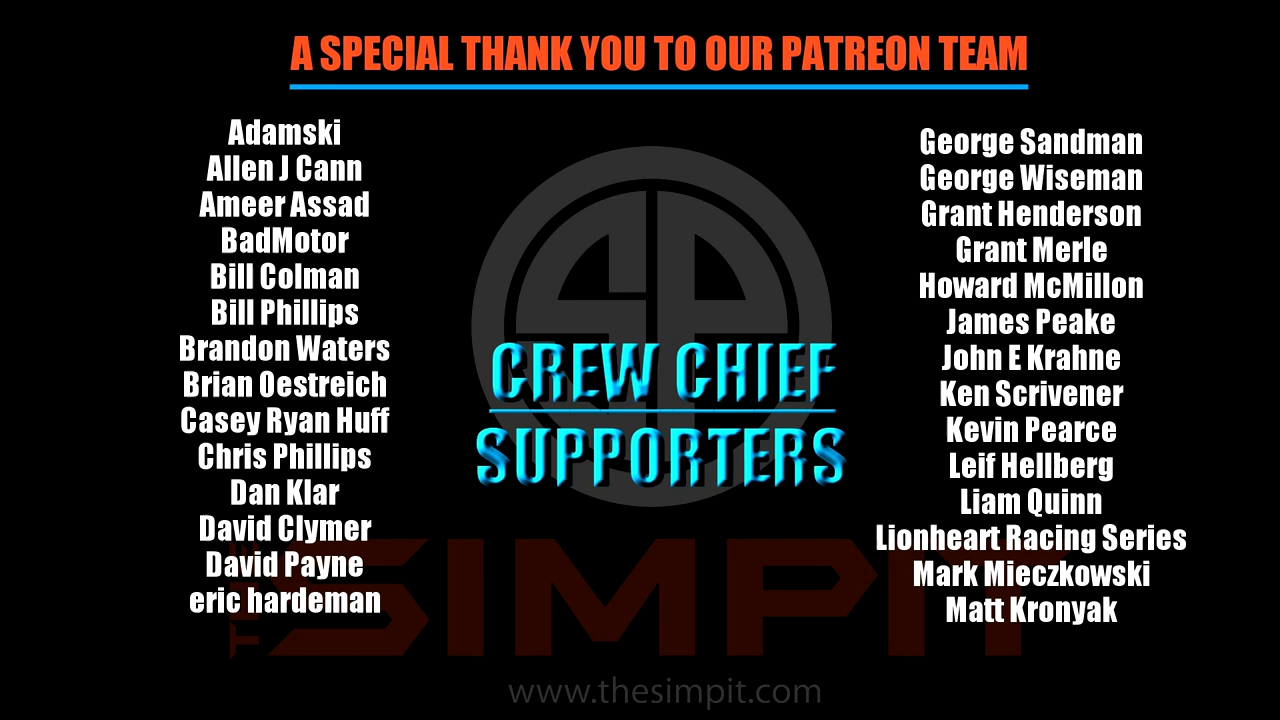 A SPECIAL THANK YOU TO OUR PATREON TEAM
Adamski
Allen J Cann
Ameer Assad
BadMotor
Bill Colman
Bill Phillips
Brandon Waters
Brian Oestreich
Casey Ryan Huff
Chris Phillips
Dan Klar
David Clymer
David Payne
eric hardeman
SP
CREW CHIEF
SUPPORTERS
George Sandman
George Wiseman
Grant Henderson
Grant Merle
Howard McMillon
James Peake
John E Krahne
Ken Scrivener
Kevin Pearce
Leif Hellberg
Liam Quinn
Lionheart Racing Series
Mark Mieczkowski
Matt Kronyak
THE SIMPIT
www.thesimpit.com